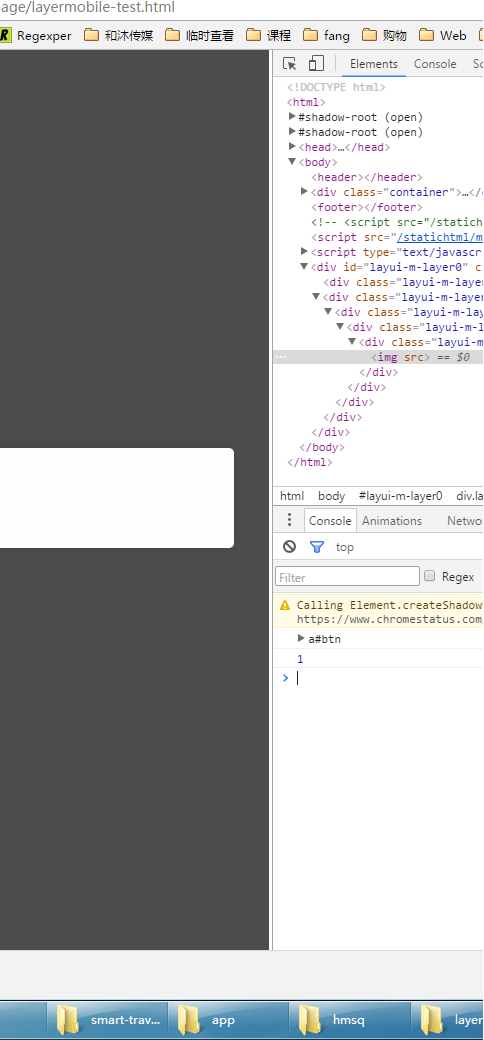 page/layermobile-test.html
R Regexper 和沐传媒 临时查看 课程 fang 购物 Web
Elements Console So
<!DOCTYPE html>
<html>
#shadow-root (open)
#shadow-root (open)
<head>…</head>
<body>
<header></header>
<div class="container">…</
<footer></footer>
<!-- <script src="/statich
<script src="/statichtml/m
<script type="text/javascr
<div id="layui-m-layer0" c
<div class="layui-m-layer
<div class="layui-m-layer
<div class="layui-m-lay
<div class="layui-m-l
<div class="layui-m
... <img src> == $0
</div>
</div>
</div>
</div>
</div>
</body>
</html>
html body #layui-m-layer0 div.la
Console Animations Netwo
top
Filter Regex
Calling Element.createShadow
https://www.chromestatus.com
a#btn
1
>
smart-trav... app hmsq layer